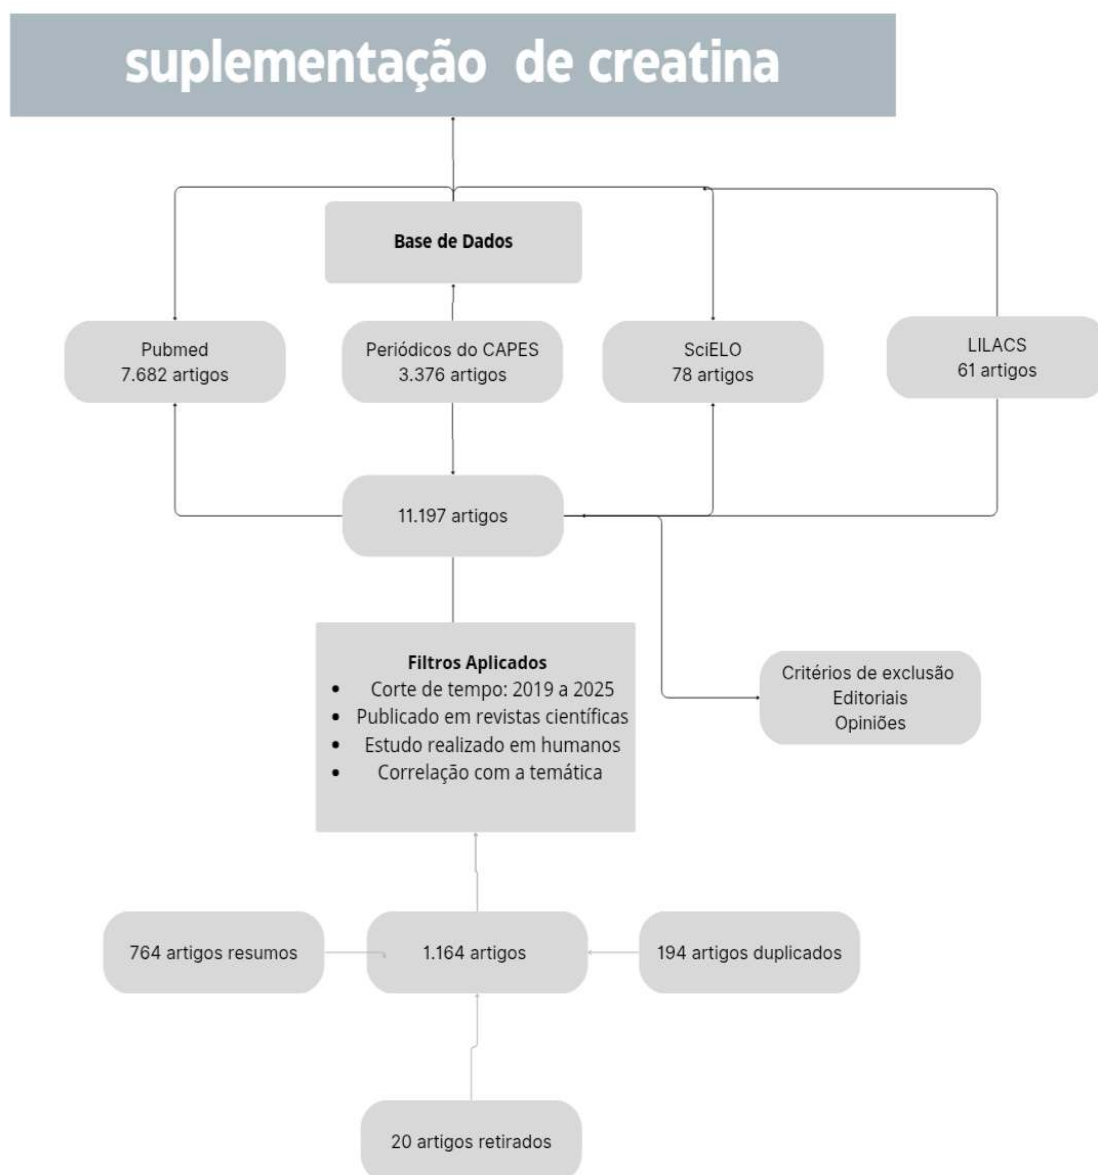 suplementação de creatina
Base de Dados
Pubmed
7.682 artigos
Periódicos do CAPES
3.376 artigos
SciELO
78 artigos
LILACS
61 artigos
11.197 artigos
Filtros Aplicados
• Corte de tempo: 2019 a 2025
• Publicado em revistas científicas
• Estudo realizado em humanos
• Correlação com a temática
Critérios de exclusão
Editoriais
Opiniões
764 artigos resumos
1.164 artigos
194 artigos duplicados
20 artigos retirados